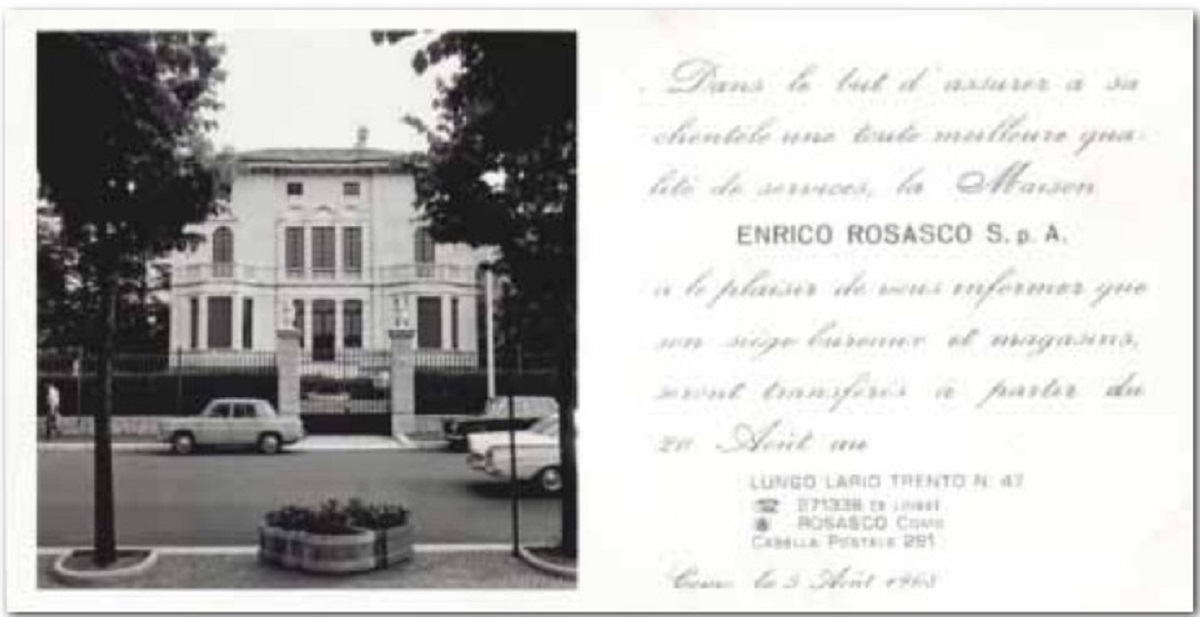 Dans le but d'assurer à sa
clientèle une toute meilleure qua-
lité de services, la Maison
ENRICO ROSASCO S. p. A.
a le plaisir de vous informer que
son siège bureaux et magasins,
seront transférés à partir du
20 Août au
LUNGO LARIO TRENTO N. 47
ROSASCO COMO
CASELLA POSTALE 291
Como le 5 Août